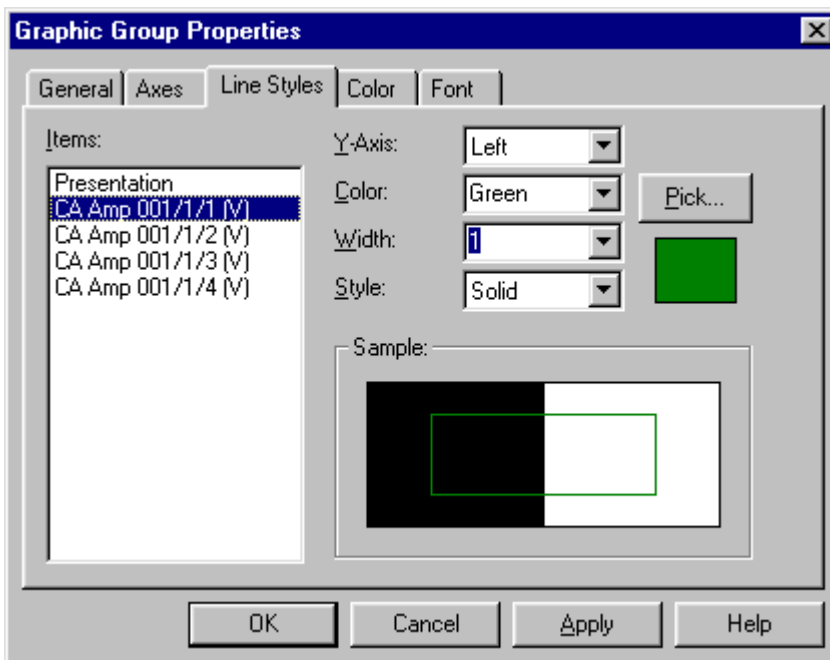 Graphic Group Properties
General Axes Line Styles Color Font
Items:
Presentation
CA Amp 001/1/1 (V)
CA Amp 001/1/2 (V)
CA Amp 001/1/3 (V)
CA Amp 001/1/4 (V)
Y-Axis: Left
Color: Green Pick...
Width: 1
Style: Solid
Sample:
OK Cancel Apply Help